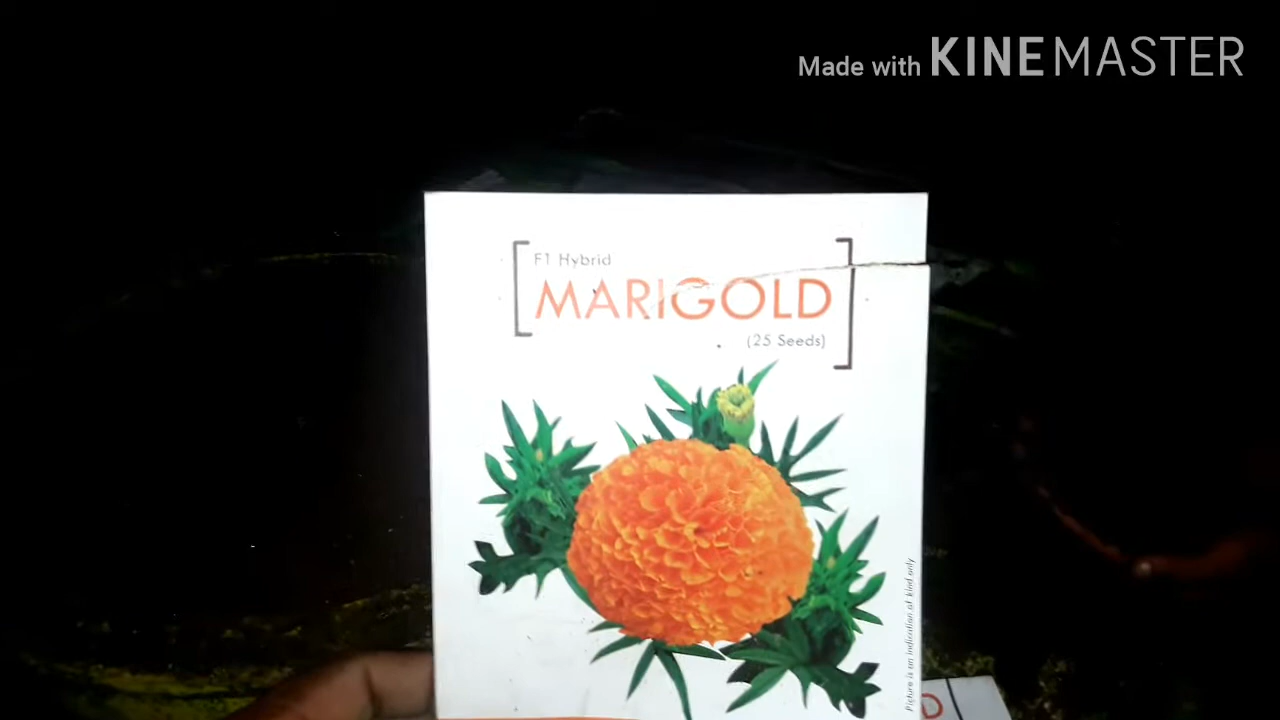 Made with KINEMASTER
F1 Hybrid
MARIGOLD
(25 Seeds)
Picture is an indication of kind only
D